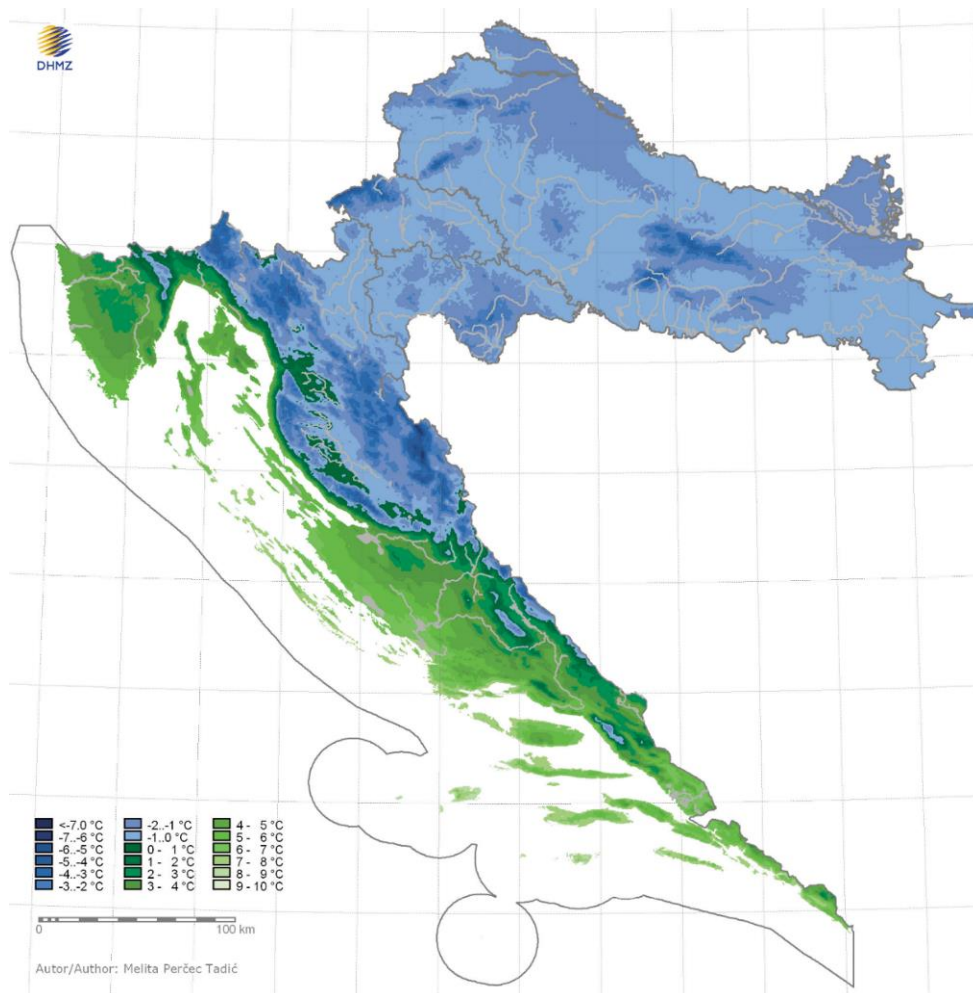 DHMZ
<-7.0 °C
-7..-6 °C
-6..-5 °C
-5..-4 °C
-4..-3 °C
-3..-2 °C
-2..-1 °C
-1..0 °C
0 - 1 °C
1 - 2 °C
2 - 3 °C
3 - 4 °C
4 - 5 °C
5 - 6 °C
6 - 7 °C
7 - 8 °C
8 - 9 °C
9 - 10 °C
0 100 km
Autor/Author: Melita Perčec Tadić